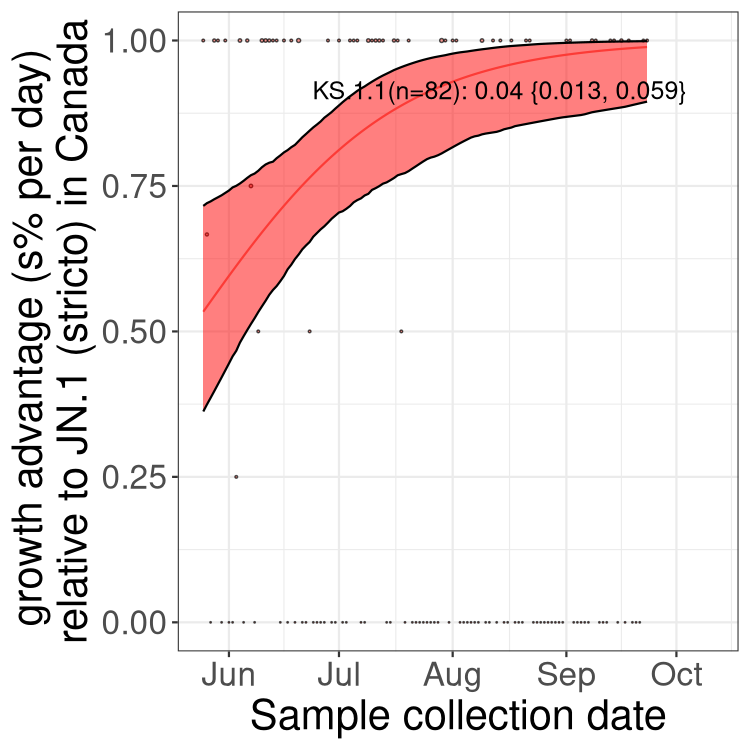 growth advantage (s% per day)
relative to JN.1 (stricto) in Canada
1.00
0.75
0.50
0.25
0.00
KS.1.1(n=82): 0.04 {0.013, 0.059}
Jun Jul Aug Sep Oct
Sample collection date